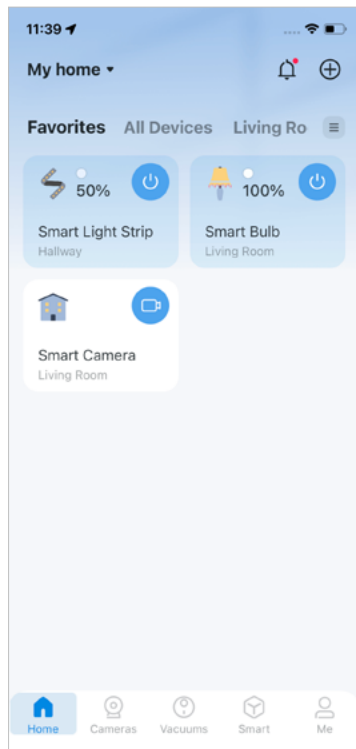 11:39
My home
Favorites All Devices Living Ro
50%
Smart Light Strip
Hallway
100%
Smart Bulb
Living Room
Smart Camera
Living Room
Home Cameras Vacuums Smart Me